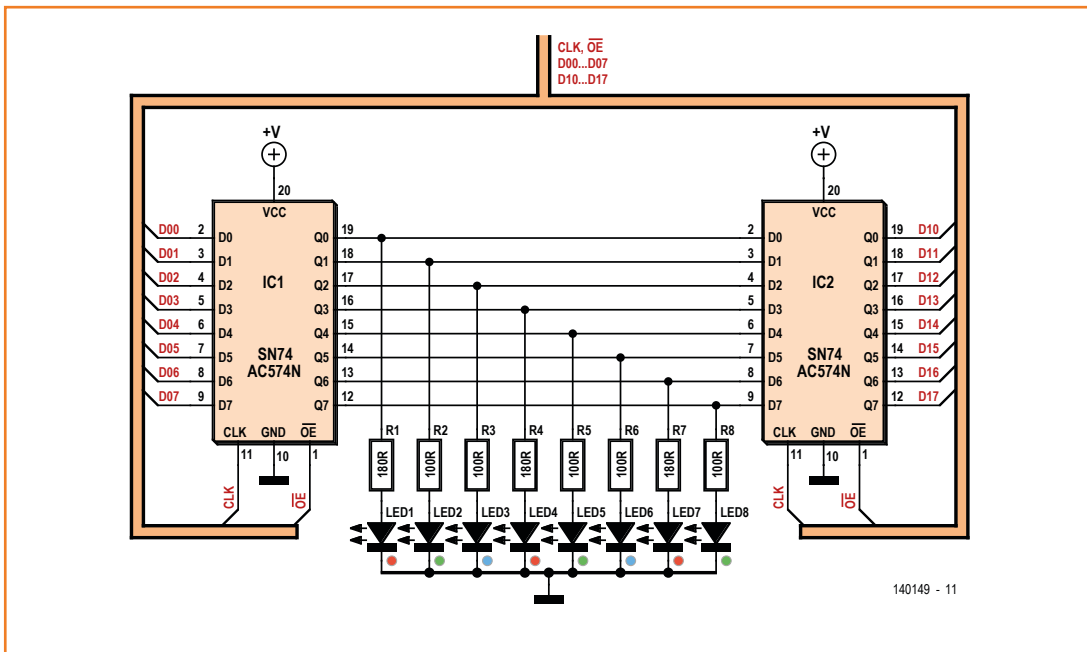 CLK, OE
D00...D07
D10...D17
+V
+V
20
20
VCC
VCC
D00 2 D0 Q0 19 2 D0 Q0 19 D10
D01 3 D1 Q1 18 3 D1 Q1 18 D11
D02 4 D2 Q2 17 4 D2 Q2 17 D12
IC1
IC2
D03 5 D3 Q3 16 5 D3 Q3 16 D13
D04 6 D4 Q4 15 6 D4 Q4 15 D14
D05 7 D5 Q5 14 7 D5 Q5 14 D15
SN74
AC574N
SN74
AC574N
D06 8 D6 Q6 13 8 D6 Q6 13 D16
D07 9 D7 Q7 12 9 D7 Q7 12 D17
CLK GND OE
CLK GND OE
11 10 1
11 10 1
CLK
OE
CLK
OE
R1 R2 R3 R4 R5 R6 R7 R8
180R 100R 100R 180R 100R 100R 180R 100R
LED1 LED2 LED3 LED4 LED5 LED6 LED7 LED8
140149 - 11